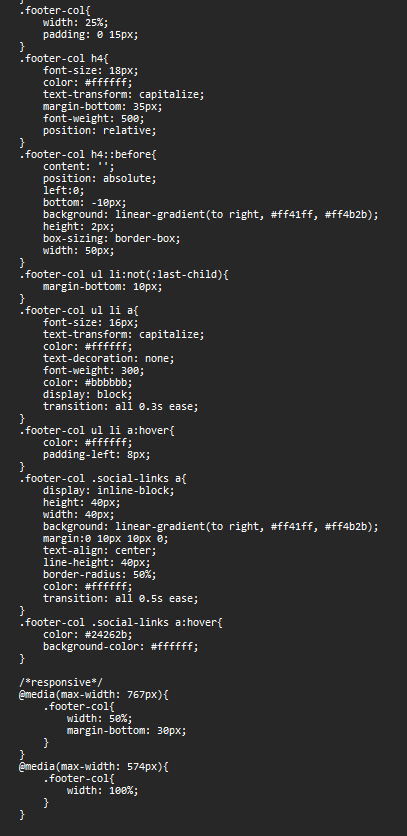 .footer-col{
    width: 25%;
    padding: 0 15px;
}
.footer-col h4{
    font-size: 18px;
    color: #ffffff;
    text-transform: capitalize;
    margin-bottom: 35px;
    font-weight: 500;
    position: relative;
}
.footer-col h4::before{
    content: '';
    position: absolute;
    left:0;
    bottom: -10px;
    background: linear-gradient(to right, #ff41ff, #ff4b2b);
    height: 2px;
    box-sizing: border-box;
    width: 50px;
}
.footer-col ul li:not(:last-child){
    margin-bottom: 10px;
}
.footer-col ul li a{
    font-size: 16px;
    text-transform: capitalize;
    color: #ffffff;
    text-decoration: none;
    font-weight: 300;
    color: #bbbbbb;
    display: block;
    transition: all 0.3s ease;
}
.footer-col ul li a:hover{
    color: #ffffff;
    padding-left: 8px;
}
.footer-col .social-links a{
    display: inline-block;
    height: 40px;
    width: 40px;
    background: linear-gradient(to right, #ff41ff, #ff4b2b);
    margin:0 10px 10px 0;
    text-align: center;
    line-height: 40px;
    border-radius: 50%;
    color: #ffffff;
    transition: all 0.5s ease;
}
.footer-col .social-links a:hover{
    color: #24262b;
    background-color: #ffffff;
}

/*responsive*/
@media(max-width: 767px){
    .footer-col{
        width: 50%;
        margin-bottom: 30px;
    }
}
@media(max-width: 574px){
    .footer-col{
        width: 100%;
    }
}